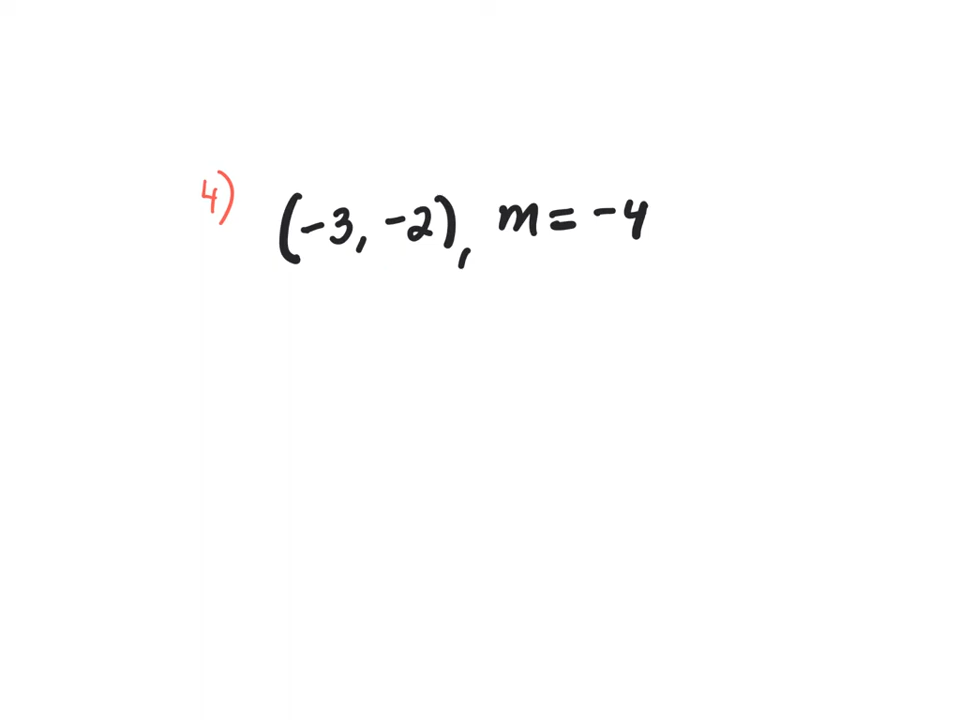 4) (-3, -2), m = -4